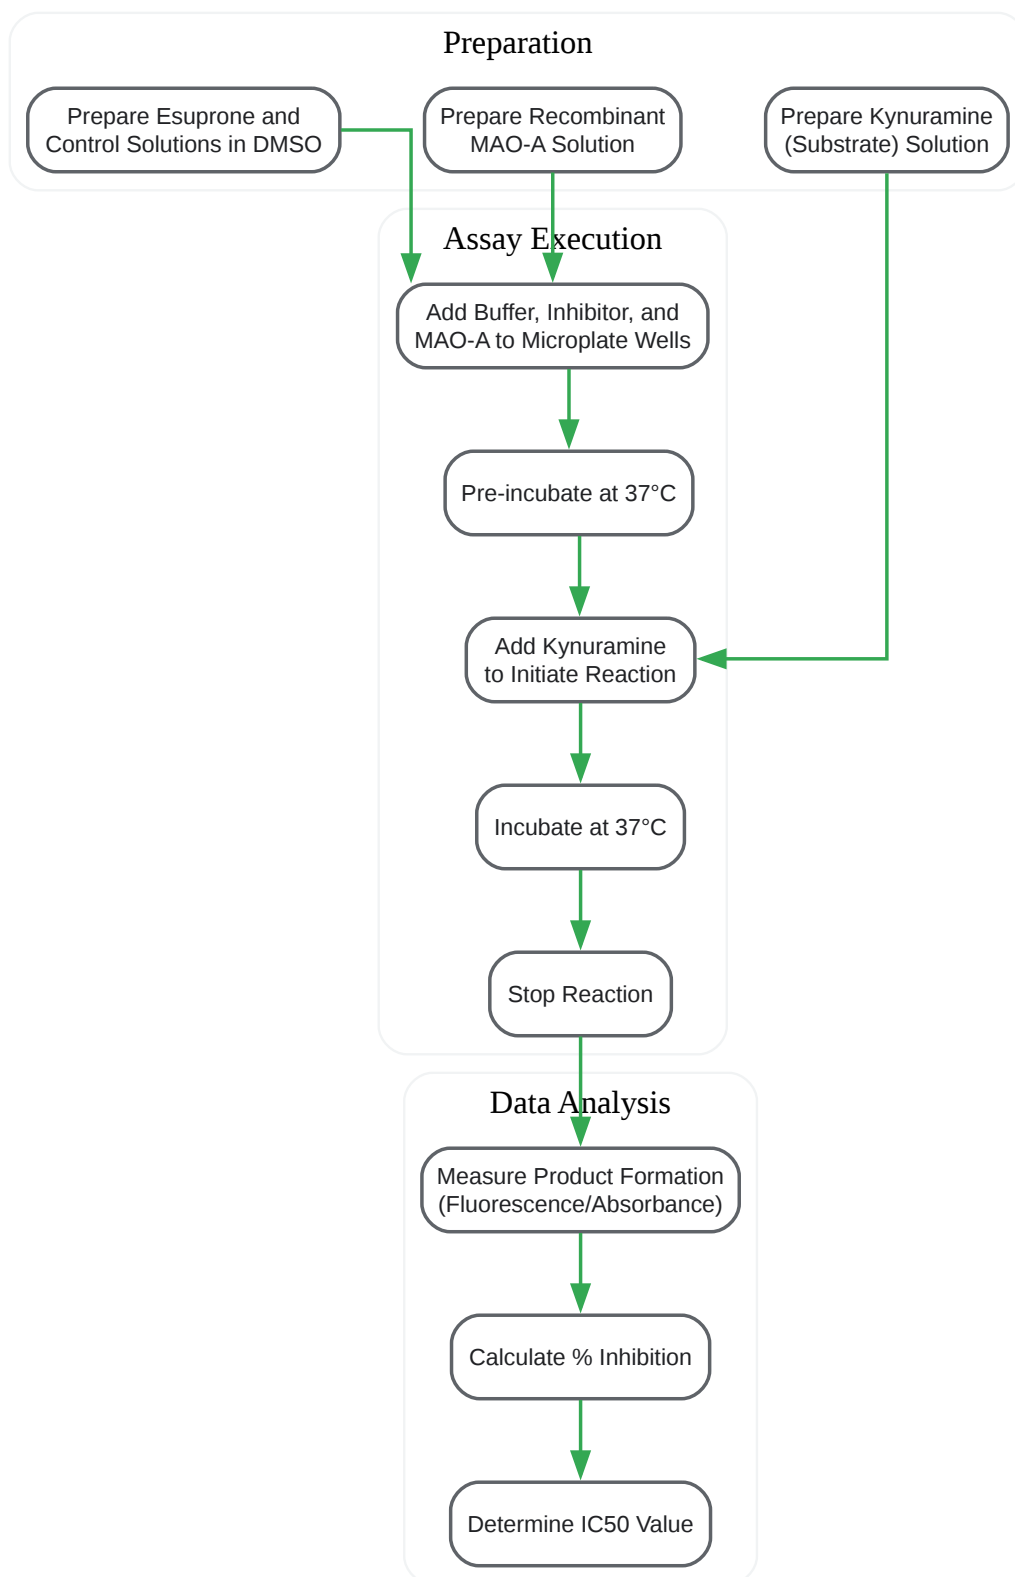 Preparation
Prepare Esuprone and
Control Solutions in DMSO
Prepare Recombinant
MAO-A Solution
Prepare Kynuramine
(Substrate) Solution
Assay Execution
Add Buffer, Inhibitor, and
MAO-A to Microplate Wells
Pre-incubate at 37°C
Add Kynuramine
to Initiate Reaction
Incubate at 37°C
Stop Reaction
Data Analysis
Measure Product Formation
(Fluorescence/Absorbance)
Calculate % Inhibition
Determine IC50 Value